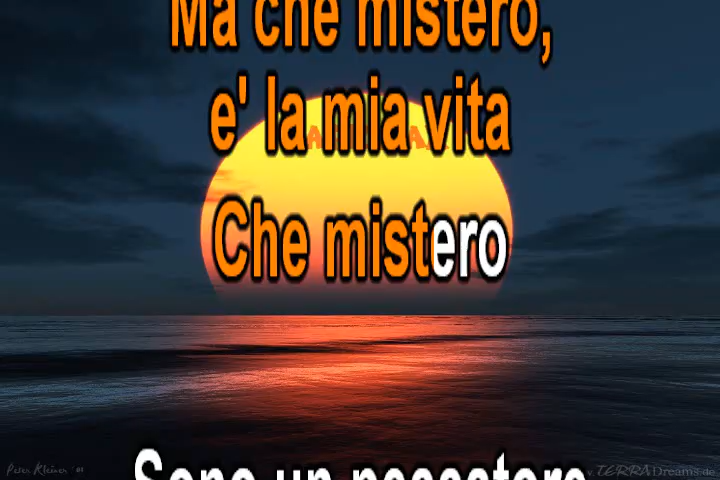 Ma che mistero,
e' la mia vita
Che mistero
Sono un peccatore
Peter Kleiner '01
v. TERRADreams.de